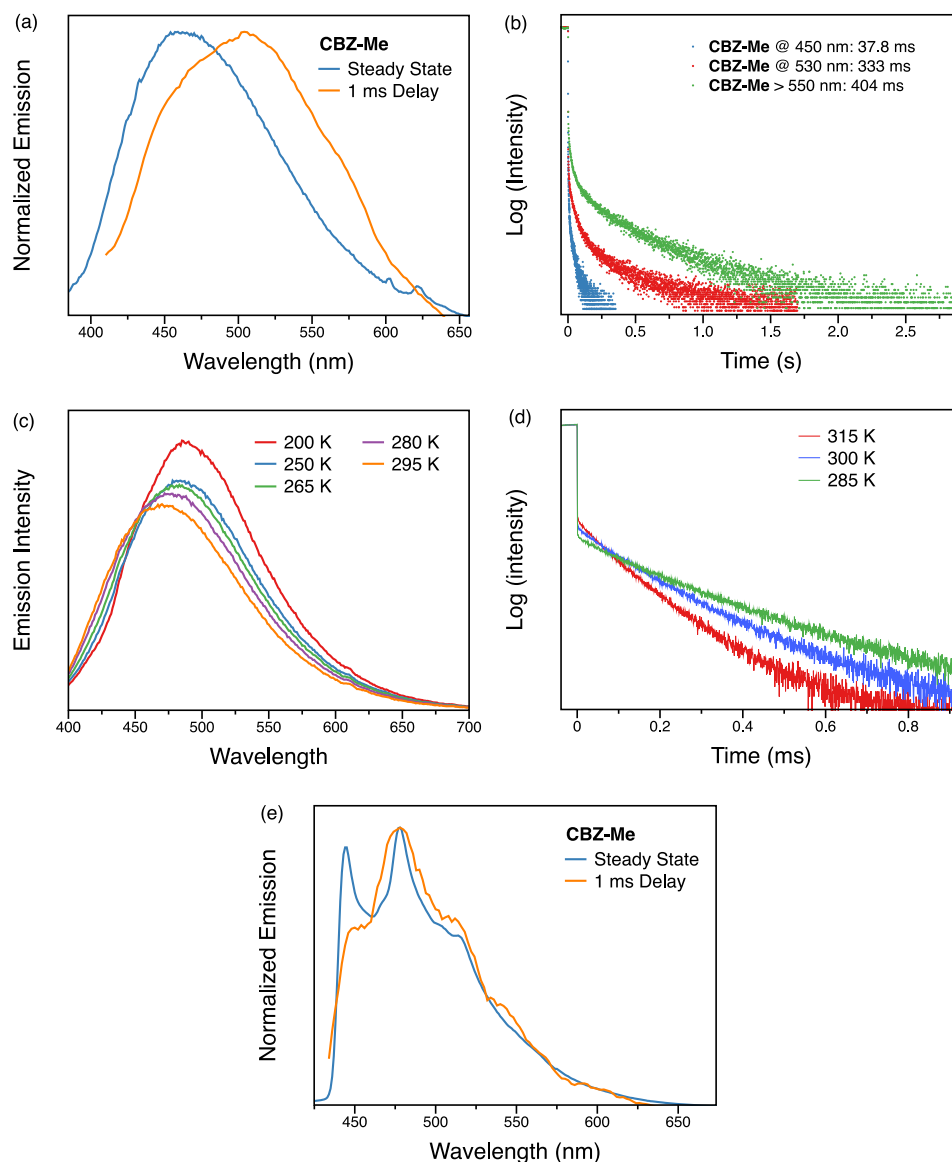 (a)
CBZ-Me
Steady State
1 ms Delay
Normalized Emission
400 450 500 550 600 650
Wavelength (nm)
(b)
CBZ-Me @ 450 nm: 37.8 ms
CBZ-Me @ 530 nm: 333 ms
CBZ-Me > 550 nm: 404 ms
Log (Intensity)
0 0.5 1.0 1.5 2.0 2.5
Time (s)
(c)
200 K 280 K
250 K 295 K
265 K
Emission Intensity
400 450 500 550 600 650 700
Wavelength
(d)
315 K
300 K
285 K
Log (intensity)
0 0.2 0.4 0.6 0.8
Time (ms)
(e)
CBZ-Me
Steady State
1 ms Delay
Normalized Emission
450 500 550 600 650
Wavelength (nm)